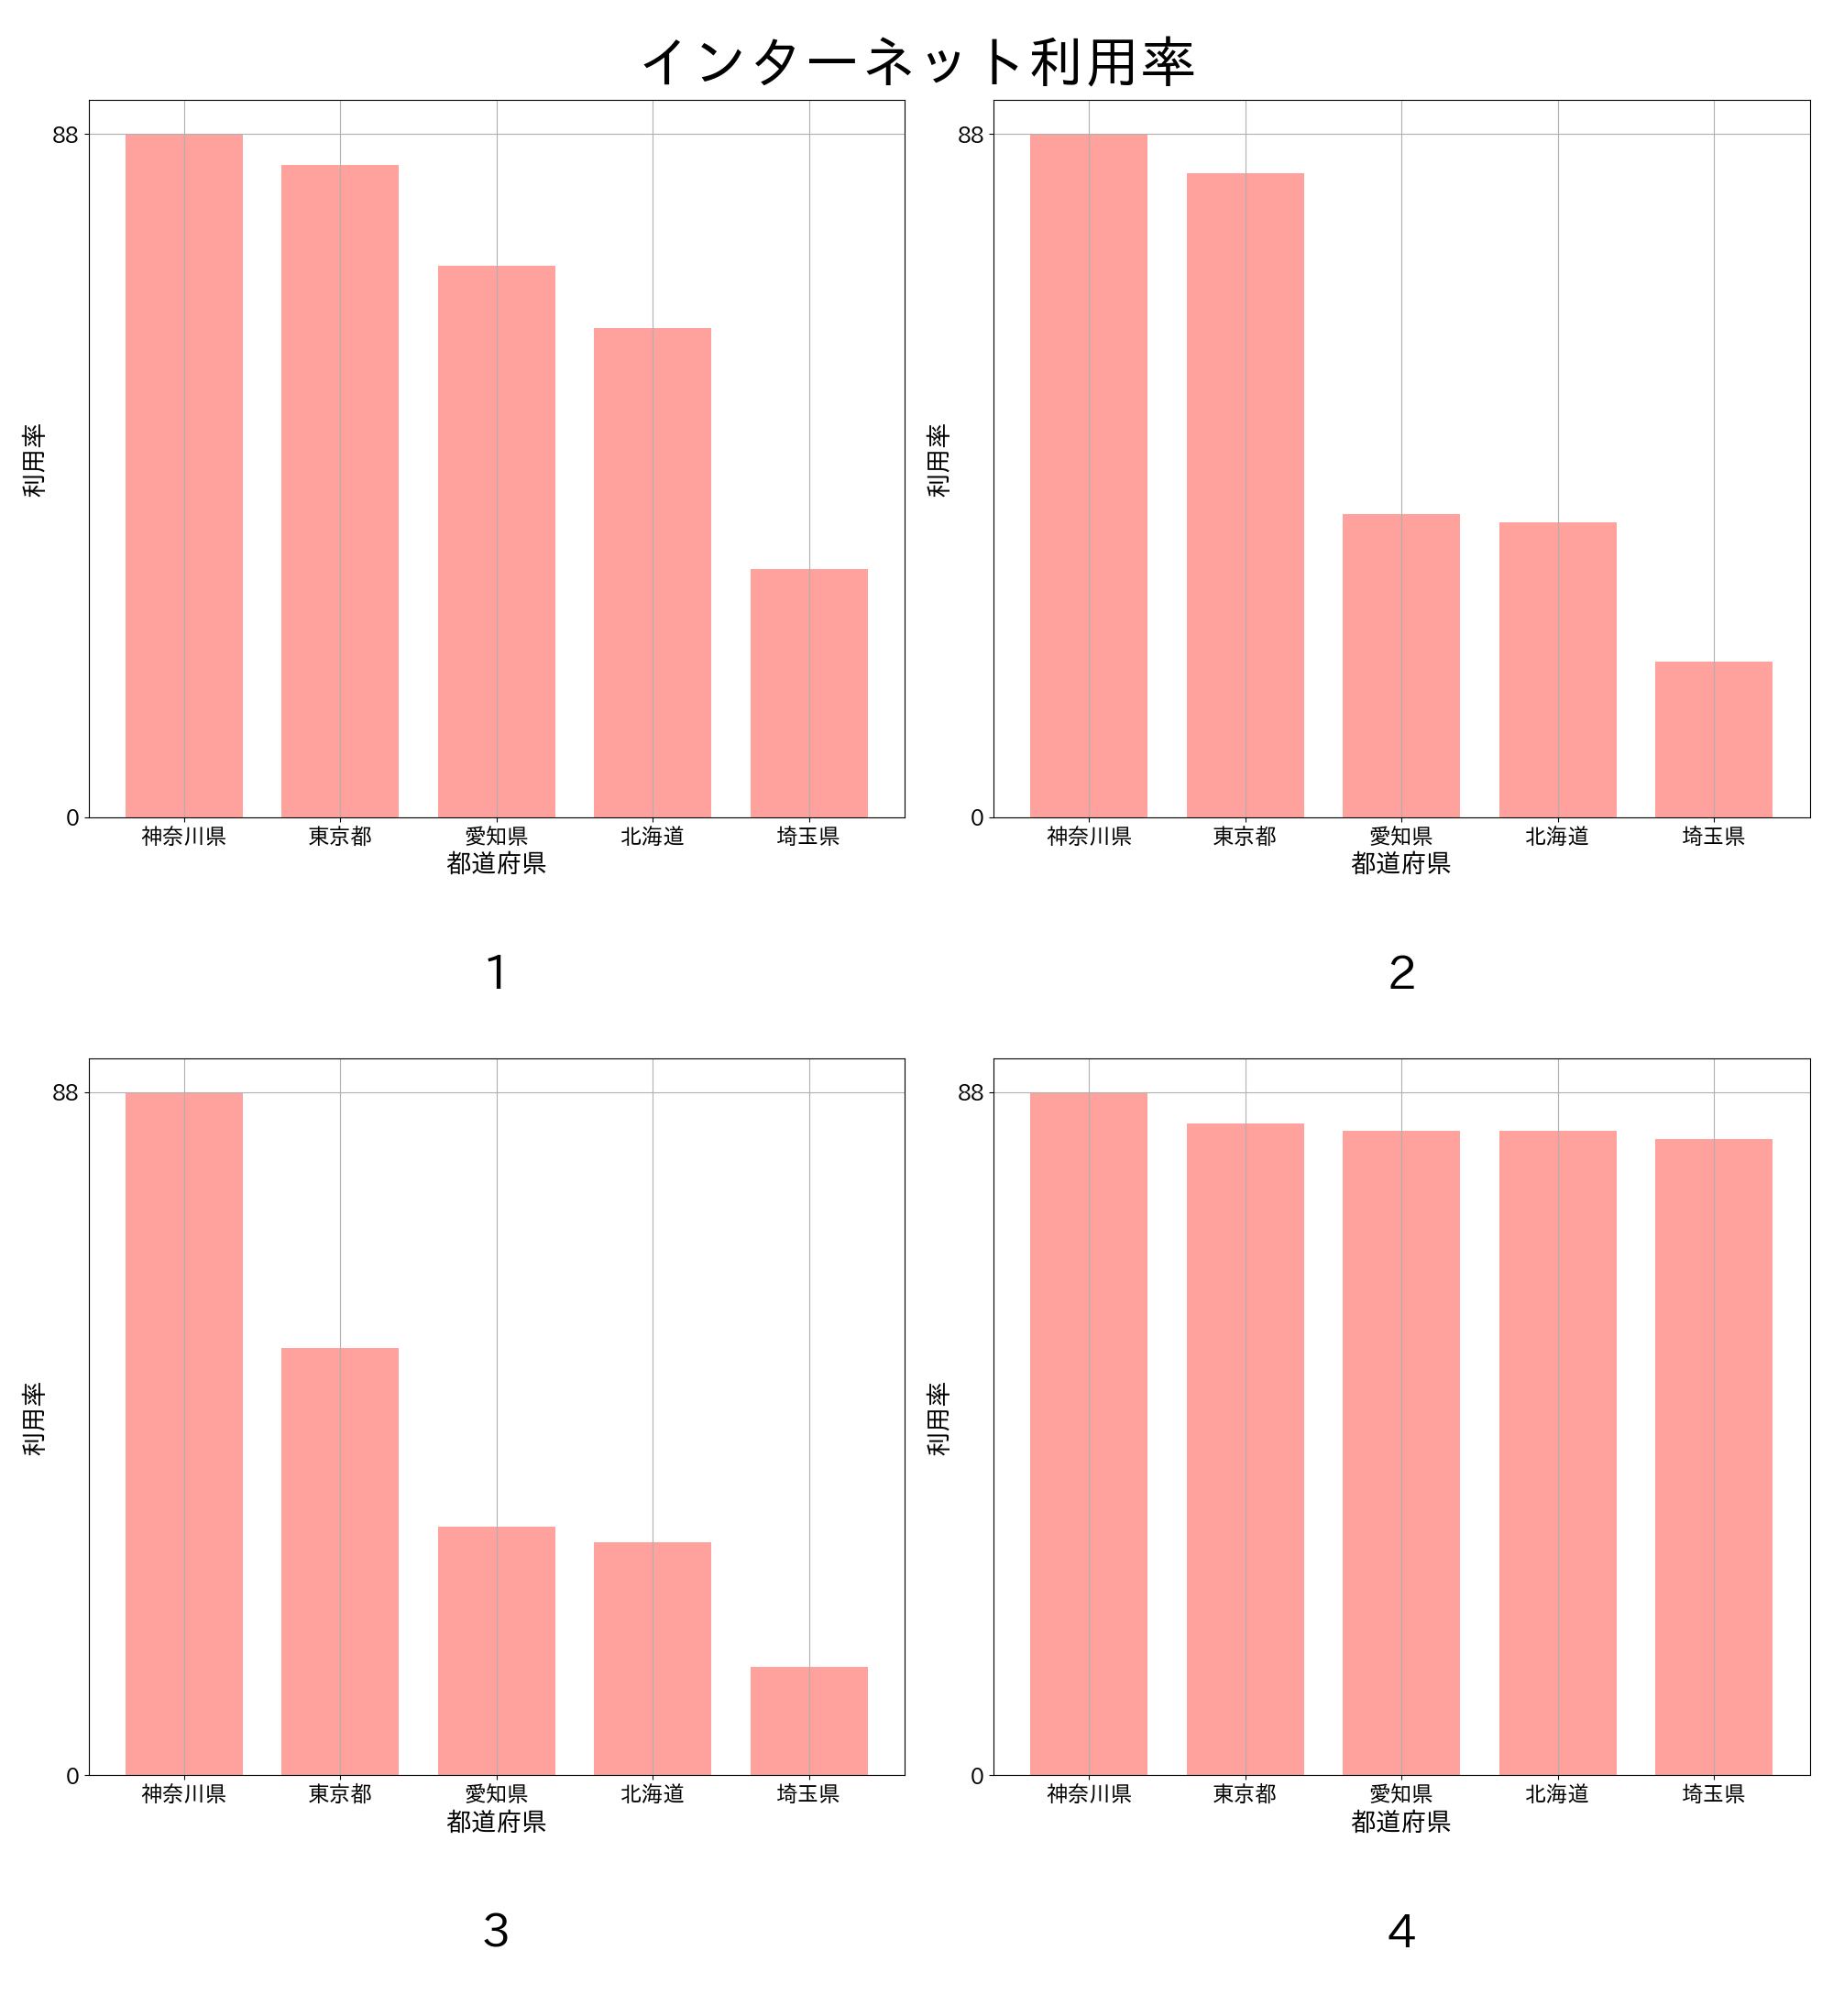 インターネット利用率
88
0
利用率
神奈川県 東京都 愛知県 北海道 埼玉県
都道府県
1
88
0
利用率
神奈川県 東京都 愛知県 北海道 埼玉県
都道府県
2
88
0
利用率
神奈川県 東京都 愛知県 北海道 埼玉県
都道府県
3
88
0
利用率
神奈川県 東京都 愛知県 北海道 埼玉県
都道府県
4